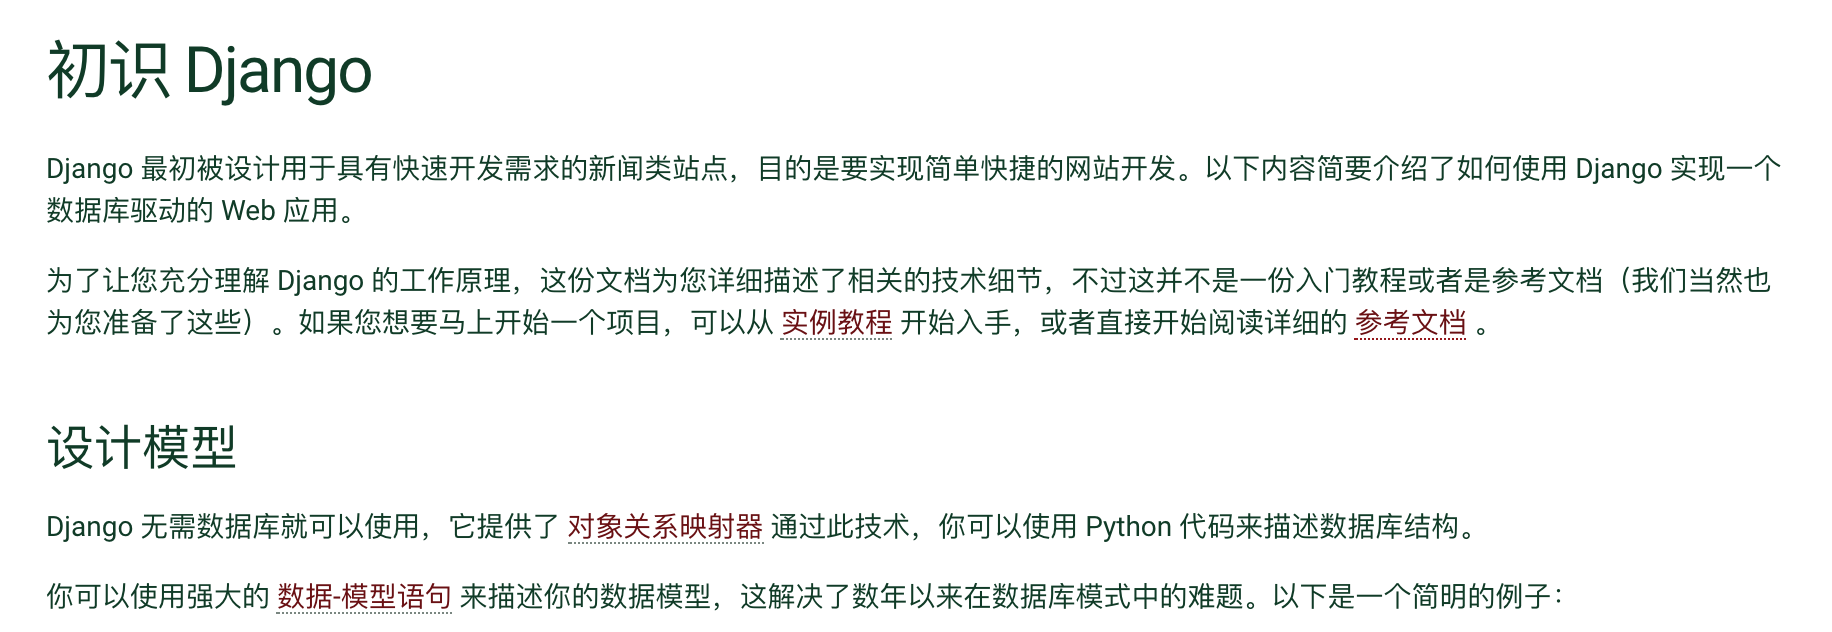 初识 Django
Django 最初被设计用于具有快速开发需求的新闻类站点，目的是要实现简单快捷的网站开发。以下内容简要介绍了如何使用 Django 实现一个
数据库驱动的 Web 应用。
为了让您充分理解 Django 的工作原理，这份文档为您详细描述了相关的技术细节，不过这并不是一份入门教程或者是参考文档（我们当然也
为您准备了这些）。如果您想要马上开始一个项目，可以从 实例教程 开始入手，或者直接开始阅读详细的 参考文档 。
设计模型
Django 无需数据库就可以使用，它提供了 对象关系映射器 通过此技术，你可以使用 Python 代码来描述数据库结构。
你可以使用强大的 数据-模型语句 来描述你的数据模型，这解决了数年以来在数据库模式中的难题。以下是一个简明的例子：